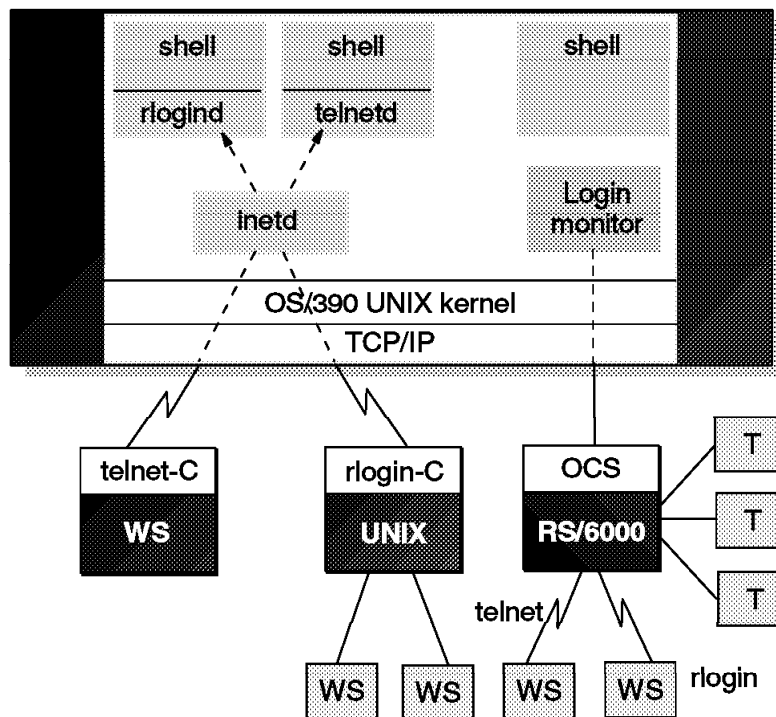 shell
shell
shell
rlogind
telnetd
inetd
Login
monitor
OS/390 UNIX kernel
TCP/IP
telnet-C
rlogin-C
OCS
T
WS
UNIX
RS/6000
T
T
telnet
WS
WS
WS
WS
rlogin